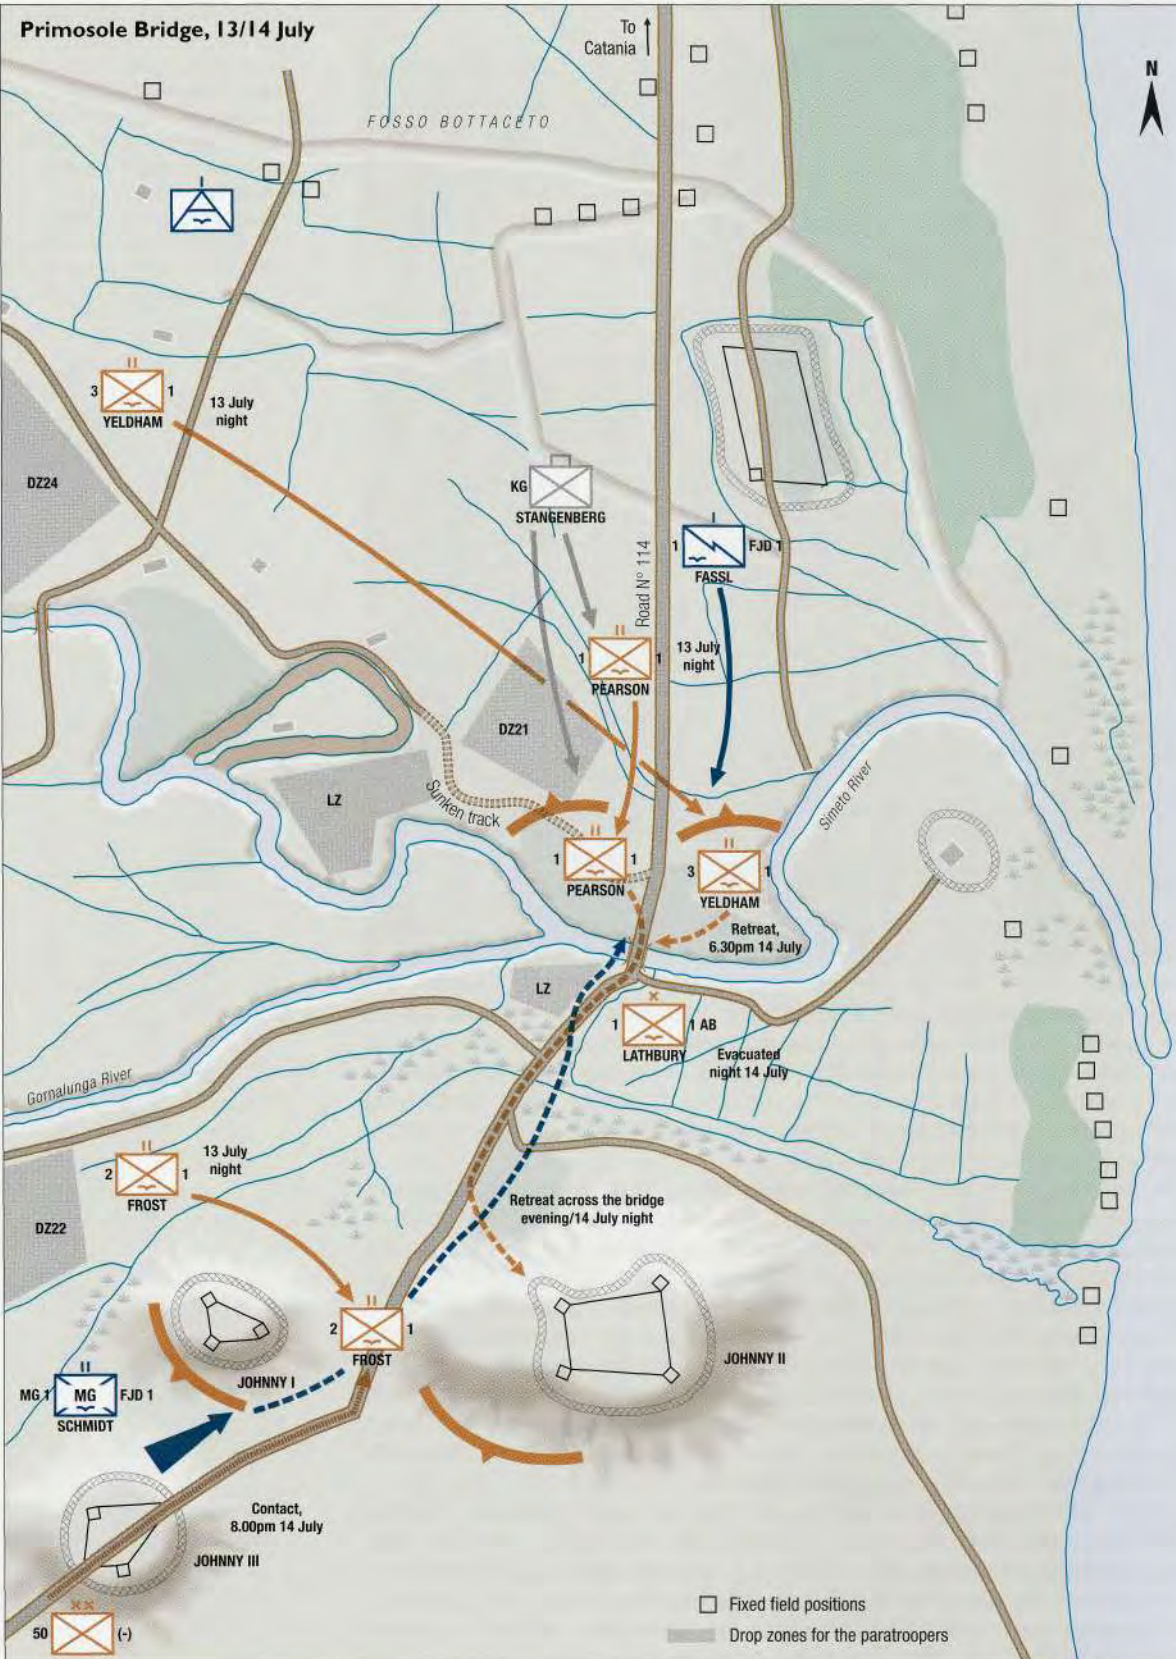 Primosole Bridge, 13/14 July
To
Catania
N
FOSSO BOTTACETO
3
1
YELDHAM
13 July
night
DZ24
KG
STANGENBERG
Road Nº 114
1
FJD 1
FASSL
1
1
PEARSON
13 July
night
DZ21
LZ
Sunken track
Simeto River
1
1
PEARSON
3
1
YELDHAM
Retreat,
6.30pm 14 July
LZ
1
1 AB
LATHBURY
Evacuated
night 14 July
Gornalunga River
13 July
night
2
1
FROST
DZ22
Retreat across the bridge
evening/14 July night
2
1
FROST
JOHNNY I
JOHNNY II
MG 1
MG
FJD 1
SCHMIDT
Contact,
8.00pm 14 July
JOHNNY III
50
(-)
Fixed field positions
Drop zones for the paratroopers